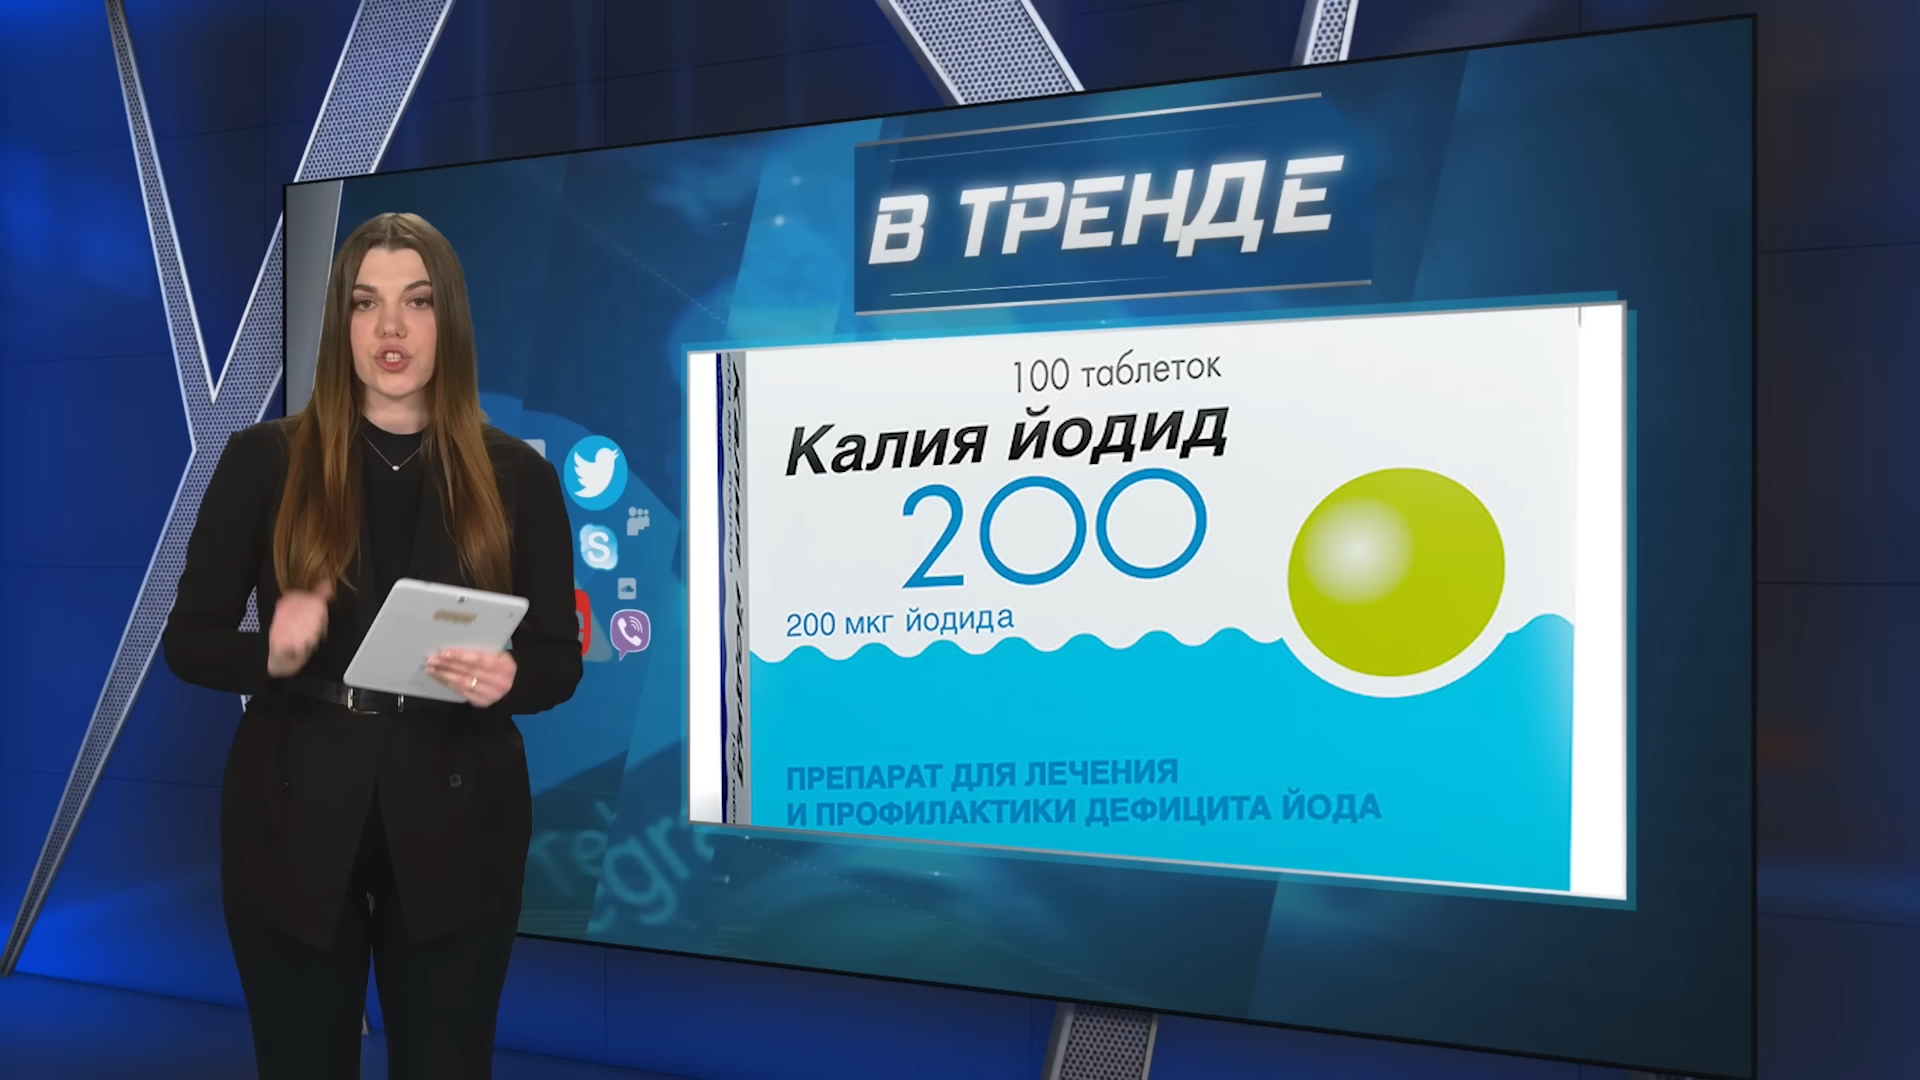 В ТРЕНДЕ
100 таблеток
Калия йодид
200
200 мкг йодида
ПРЕПАРАТ ДЛЯ ЛЕЧЕНИЯ
И ПРОФИЛАКТИКИ ДЕФИЦИТА ЙОДА